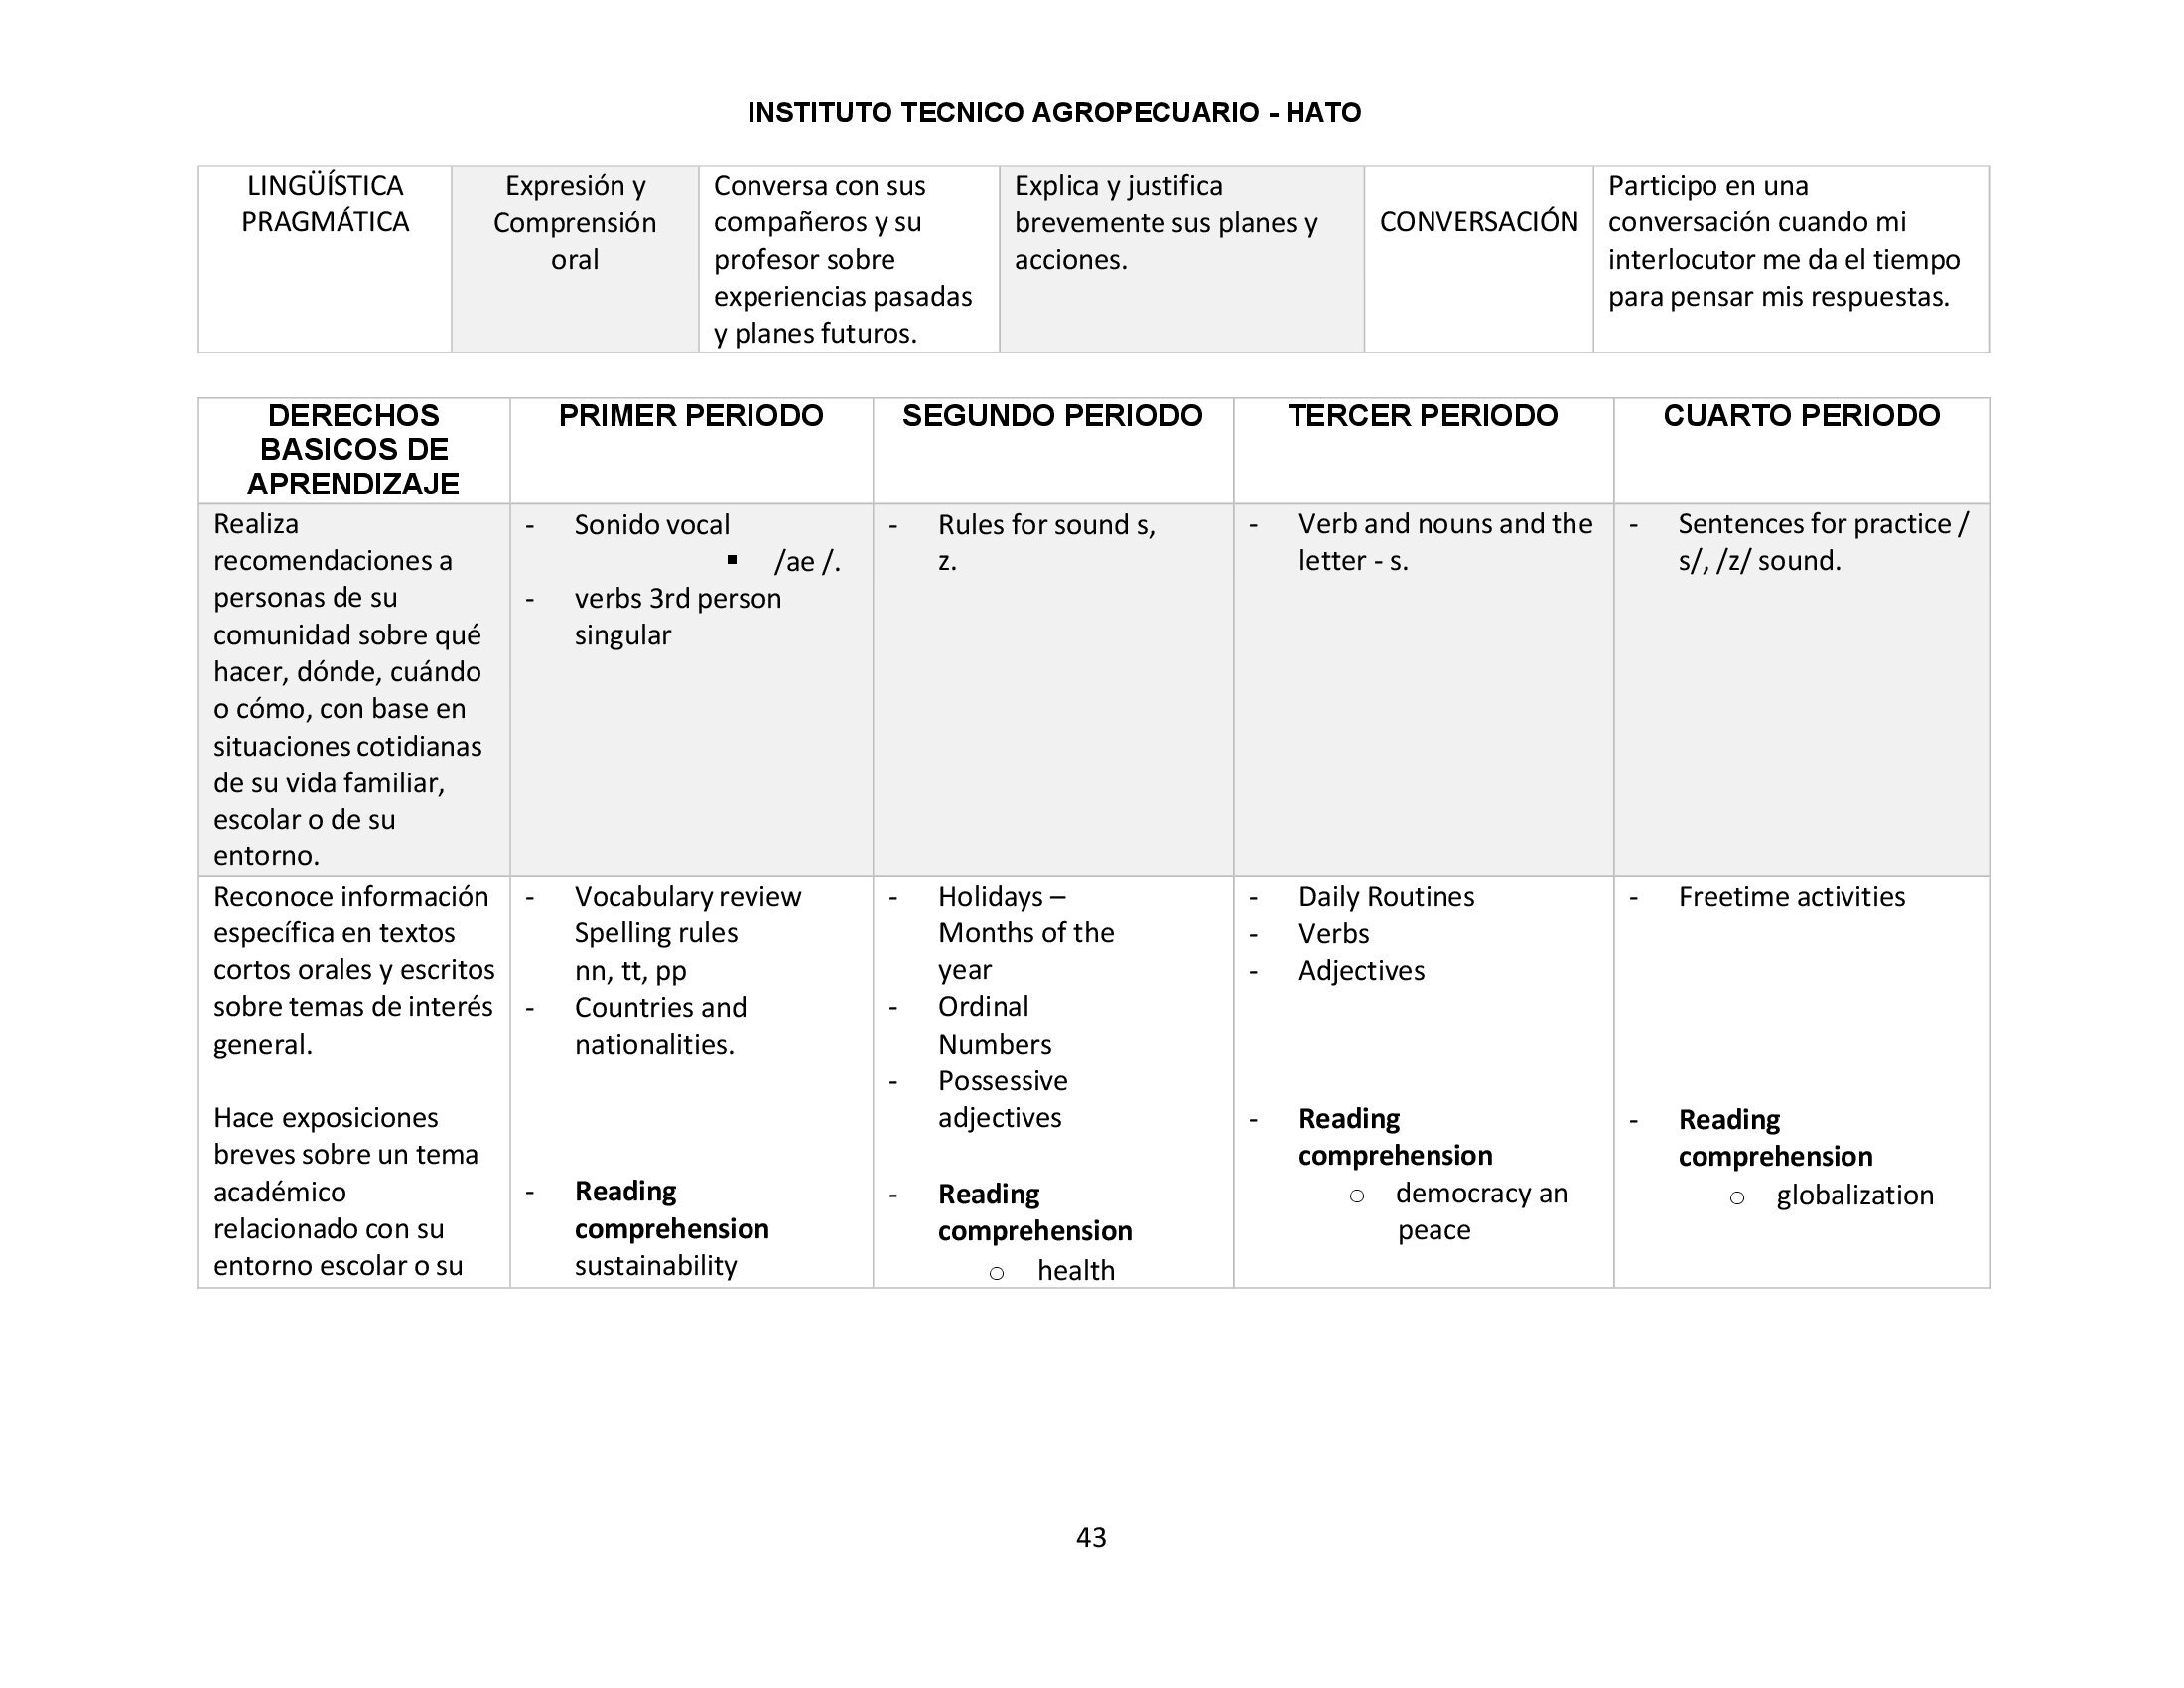 INSTITUTO TECNICO AGROPECUARIO - HATO
LINGÜÍSTICA
PRAGMÁTICA
Expresión y
Comprensión
oral
Conversa con sus
compañeros y su
profesor sobre
experiencias pasadas
y planes futuros.
Explica y justifica
brevemente sus planes y
acciones.
CONVERSACIÓN
Participo en una
conversación cuando mi
interlocutor me da el tiempo
para pensar mis respuestas.
DERECHOS
BASICOS DE
APRENDIZAJE
PRIMER PERIODO
SEGUNDO PERIODO
TERCER PERIODO
CUARTO PERIODO
Realiza
recomendaciones a
personas de su
comunidad sobre qué
hacer, dónde, cuándo
o cómo, con base en
situaciones cotidianas
de su vida familiar,
escolar o de su
entorno.
- Sonido vocal
▪ /ae /.
- verbs 3rd person
singular
- Rules for sound s,
z.
- Verb and nouns and the
letter - s.
- Sentences for practice /
s/, /z/ sound.
Reconoce información
específica en textos
cortos orales y escritos
sobre temas de interés
general.
Hace exposiciones
breves sobre un tema
académico
relacionado con su
entorno escolar o su
- Vocabulary review
Spelling rules
nn, tt, pp
- Countries and
nationalities.
- Reading
comprehension
sustainability
- Holidays –
Months of the
year
- Ordinal
Numbers
- Possessive
adjectives
- Reading
comprehension
o health
- Daily Routines
- Verbs
- Adjectives
- Reading
comprehension
o democracy an
peace
- Freetime activities
- Reading
comprehension
o globalization
43